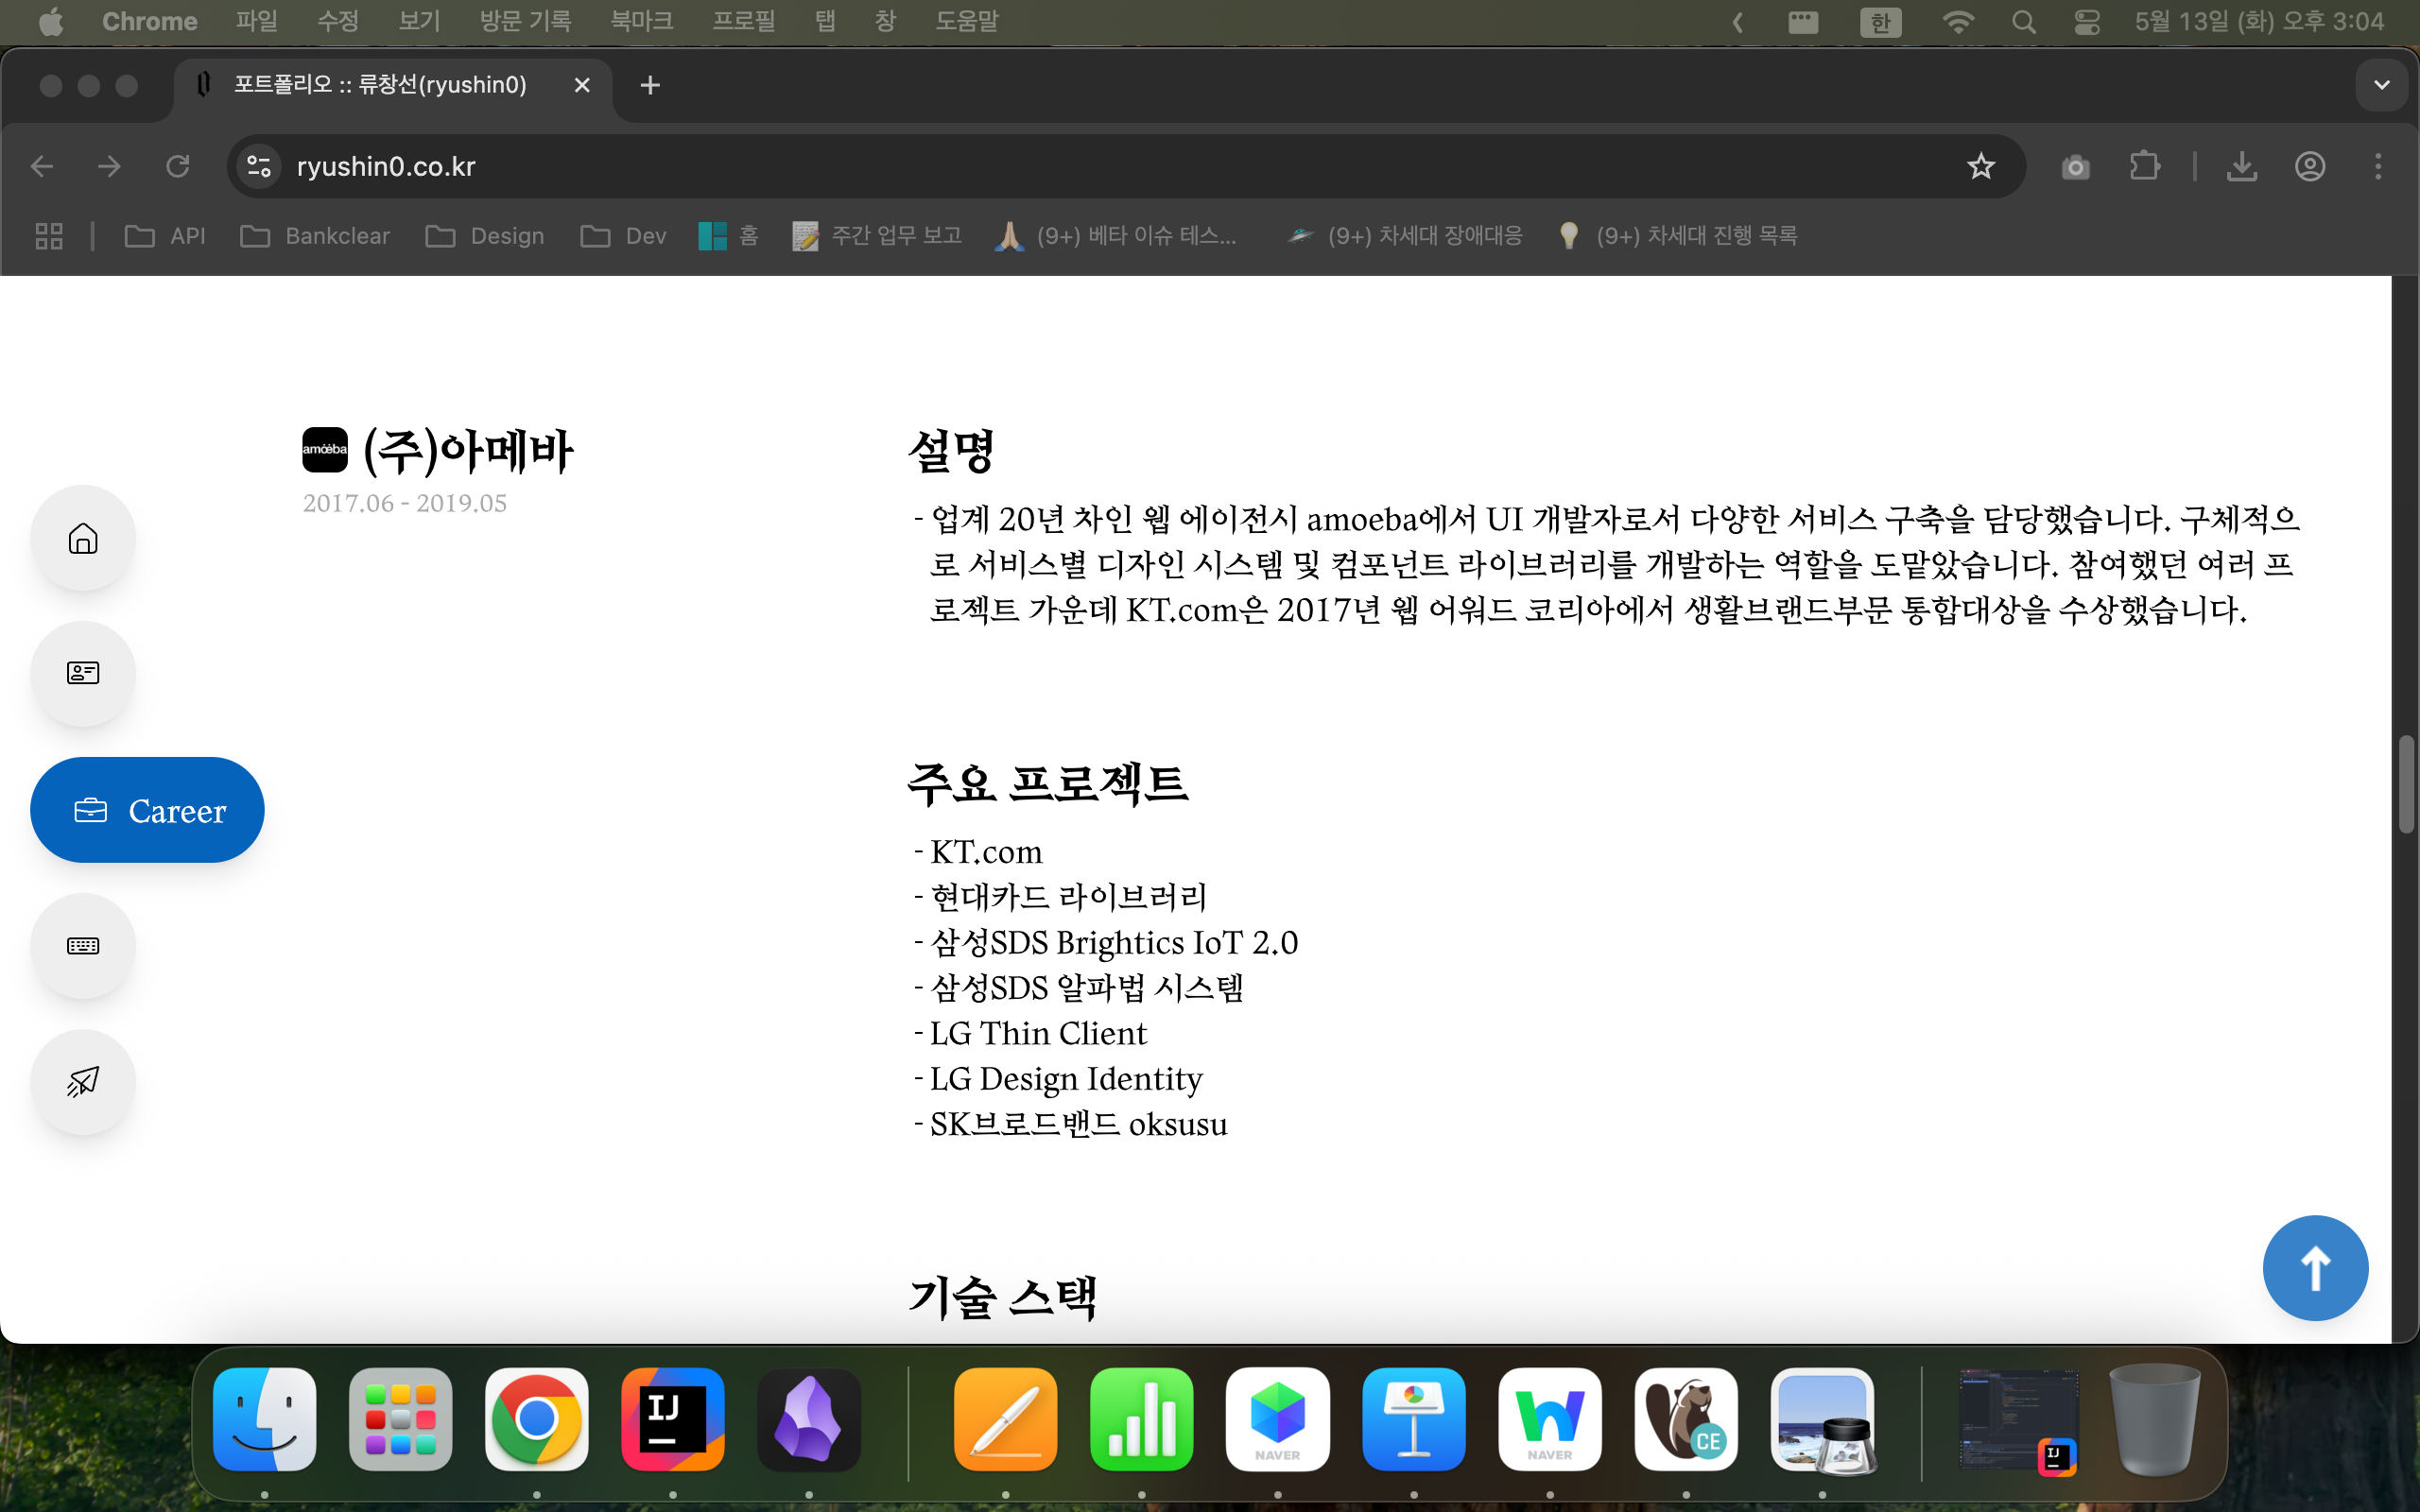 Chrome 파일 수정 보기 방문 기록 북마크 프로필 탭 창 도움말 한 5월 13일 (화) 오후 3:04
포트폴리오 :: 류창선(ryushin0)
ryushin0.co.kr
API Bankclear Design Dev 홈 주간 업무 보고 (9+) 베타 이슈 테스... (9+) 차세대 장애대응 (9+) 차세대 진행 목록
amœba (주)아메바
2017.06 - 2019.05
Career
설명
- 업계 20년 차인 웹 에이전시 amoeba에서 UI 개발자로서 다양한 서비스 구축을 담당했습니다. 구체적으
로 서비스별 디자인 시스템 및 컴포넌트 라이브러리를 개발하는 역할을 도맡았습니다. 참여했던 여러 프
로젝트 가운데 KT.com은 2017년 웹 어워드 코리아에서 생활브랜드부문 통합대상을 수상했습니다.
주요 프로젝트
- KT.com
- 현대카드 라이브러리
- 삼성SDS Brightics IoT 2.0
- 삼성SDS 알파법 시스템
- LG Thin Client
- LG Design Identity
- SK브로드밴드 oksusu
기술 스택
IJ NAVER NAVER CE IJ